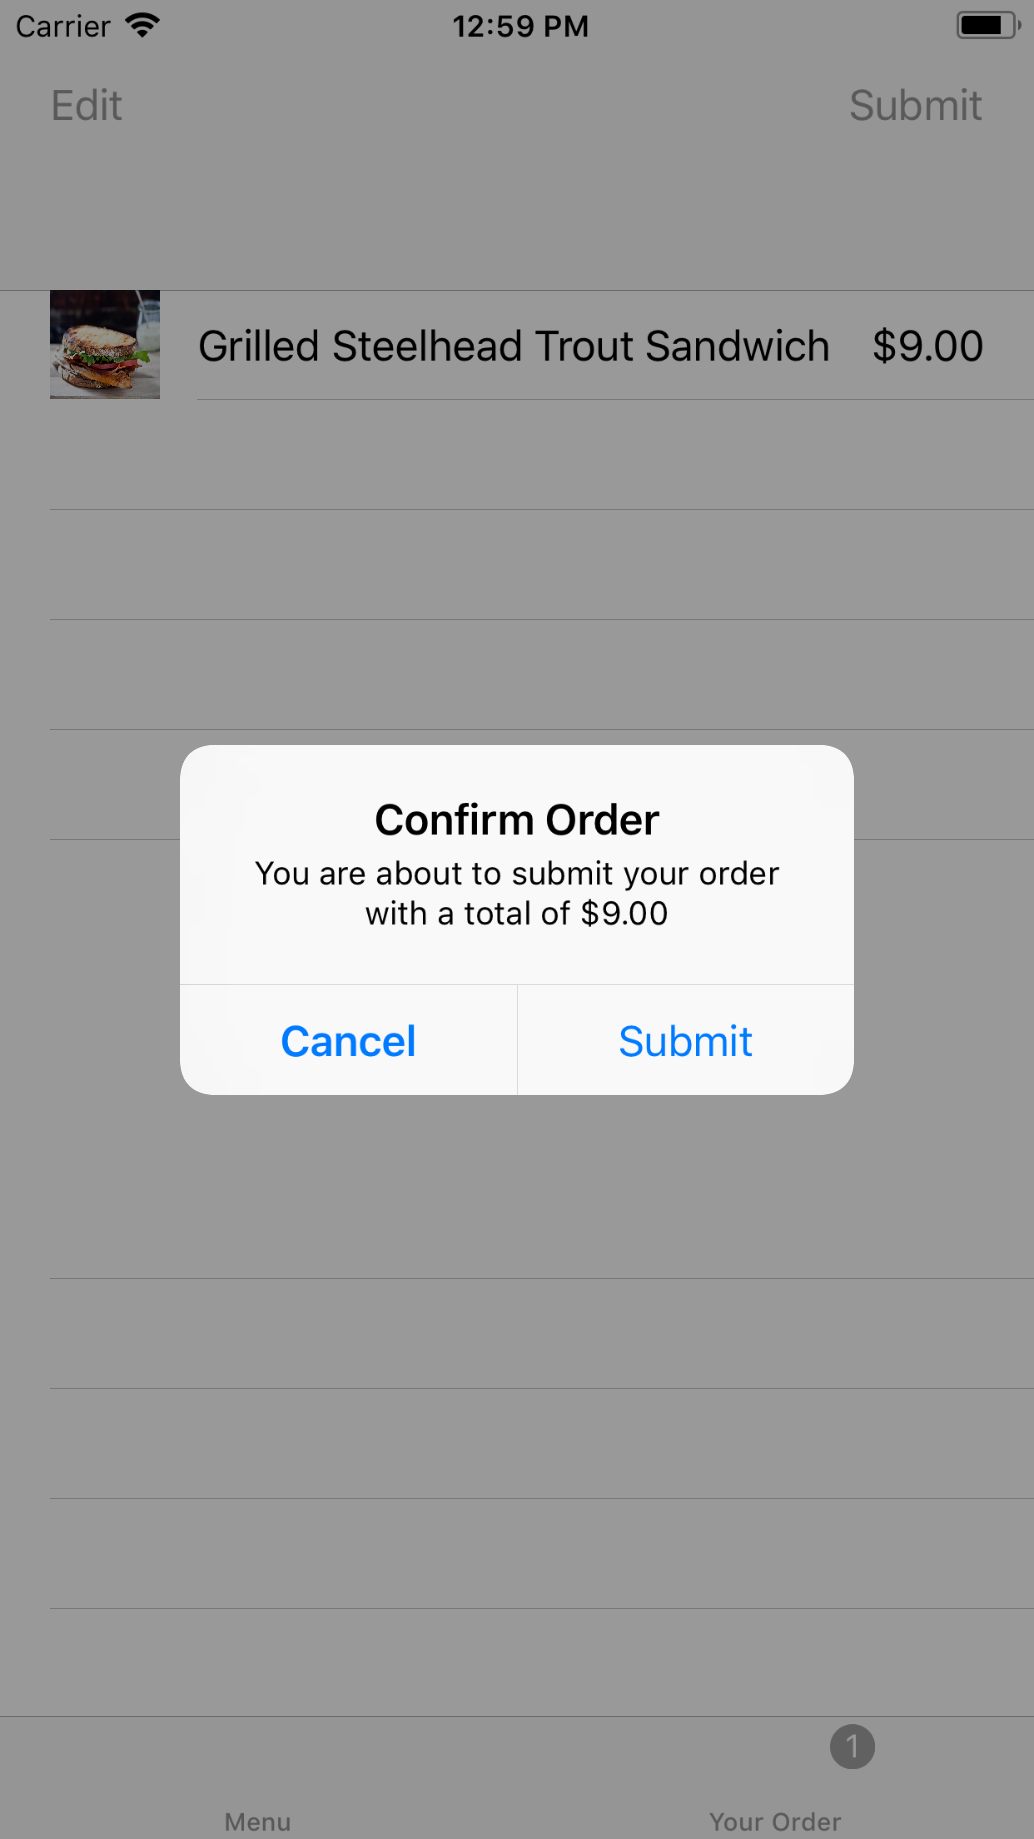 Carrier 12:59 PM
Edit Submit
Grilled Steelhead Trout Sandwich $9.00
Confirm Order
You are about to submit your order
with a total of $9.00
Cancel Submit
1
Menu Your Order